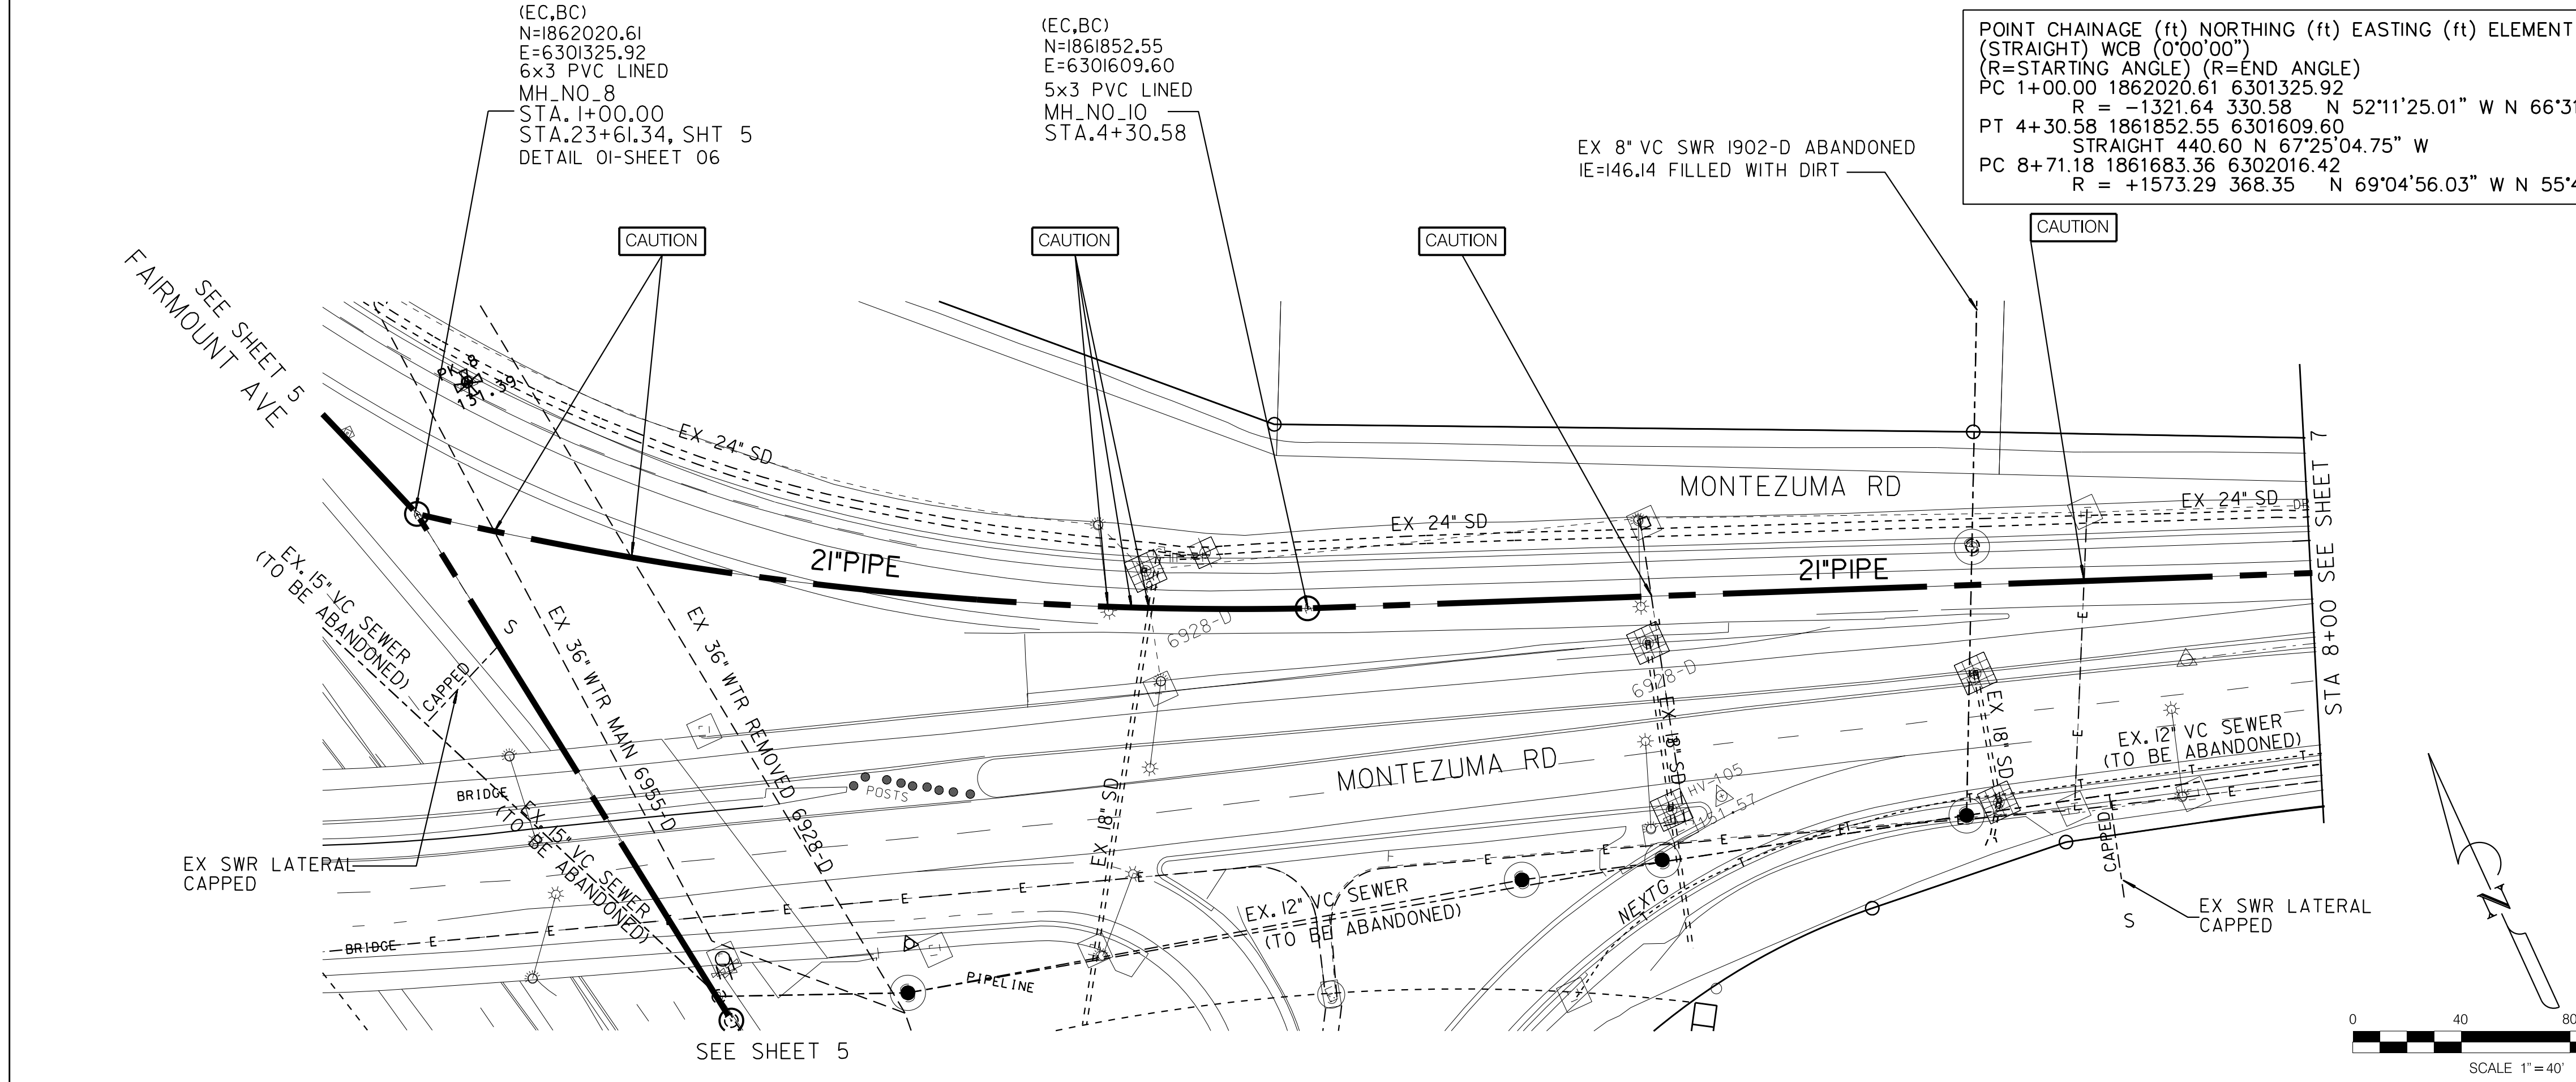 (EC,BC)
N=1862020.61
E=6301325.92
6x3 PVC LINED
MH_NO_8
STA.1+00.00
STA.23+61.34, SHT 5
DETAIL 01-SHEET 06
(EC,BC)
N=1861852.55
E=6301609.60
5x3 PVC LINED
MH_NO_10
STA.4+30.58
EX 8" VC SWR 1902-D ABANDONED
IE=146.14 FILLED WITH DIRT
POINT CHAINAGE (ft) NORTHING (ft) EASTING (ft) ELEMENT
(STRAIGHT) WCB (0°00'00")
(R=STARTING ANGLE) (R=END ANGLE)
PC 1+00.00 1862020.61 6301325.92
R = -1321.64 330.58 N 52°11'25.01" W N 66°31
PT 4+30.58 1861852.55 6301609.60
STRAIGHT 440.60 N 67°25'04.75" W
PC 8+71.18 1861683.36 6302016.42
R = +1573.29 368.35 N 69°04'56.03" W N 55°4
CAUTION
CAUTION
CAUTION
CAUTION
SEE SHEET 5
FAIRMOUNT AVE
PK 8
137.39
EX 24" SD
21"PIPE
EX 24" SD
MONTEZUMA RD
EX 24" SD
DB
21"PIPE
STA 8+00 SEE SHEET 7
EX. 15" VC SEWER
(TO BE ABANDONED)
CAPPED
S
EX 36" WTR MAIN 6955-D
EX 36" WTR REMOVED 6928-D
6928-D
6928-D
EX 18" SD
EX 18" SD
EX 18" SD
E
E
EX. 12" VC SEWER
(TO BE ABANDONED)
MONTEZUMA RD
POSTS
BRIDGE
EX. 15" VC SEWER
(TO BE ABANDONED)
HV-105
151.57
EX SWR LATERAL
CAPPED
BRIDGE
E
E
E
E
E
E
E
E
E
E
E
E
T
T
T
T
PIPELINE
EX. 12" VC SEWER
(TO BE ABANDONED)
NEXTG
CAPPED
S
EX SWR LATERAL
CAPPED
N
SEE SHEET 5
0 40 80
SCALE 1"=40'